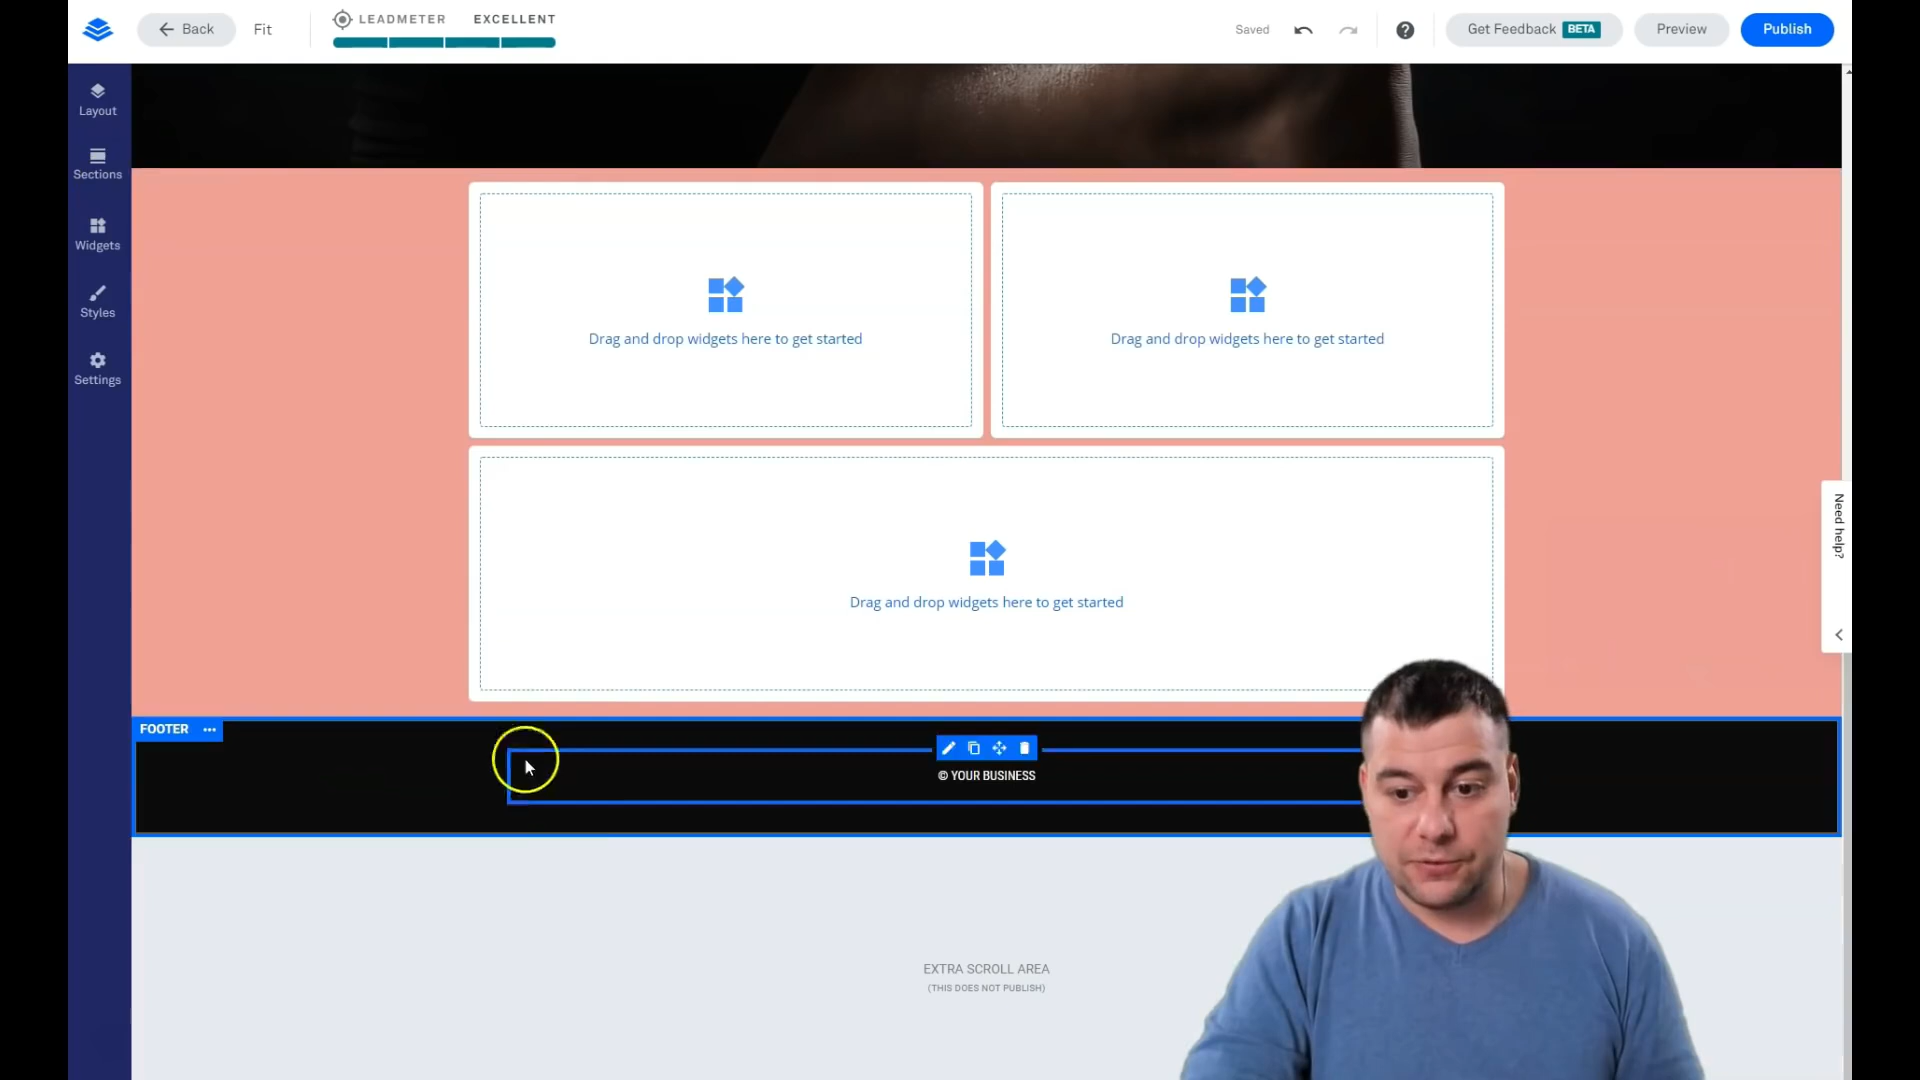 Back
Fit
LEADMETER EXCELLENT
Saved
?
Get Feedback BETA
Preview
Publish
Layout
Sections
Widgets
Styles
Settings
Drag and drop widgets here to get started
Drag and drop widgets here to get started
Drag and drop widgets here to get started
Need help?
FOOTER ...
© YOUR BUSINESS
EXTRA SCROLL AREA
(THIS DOES NOT PUBLISH)